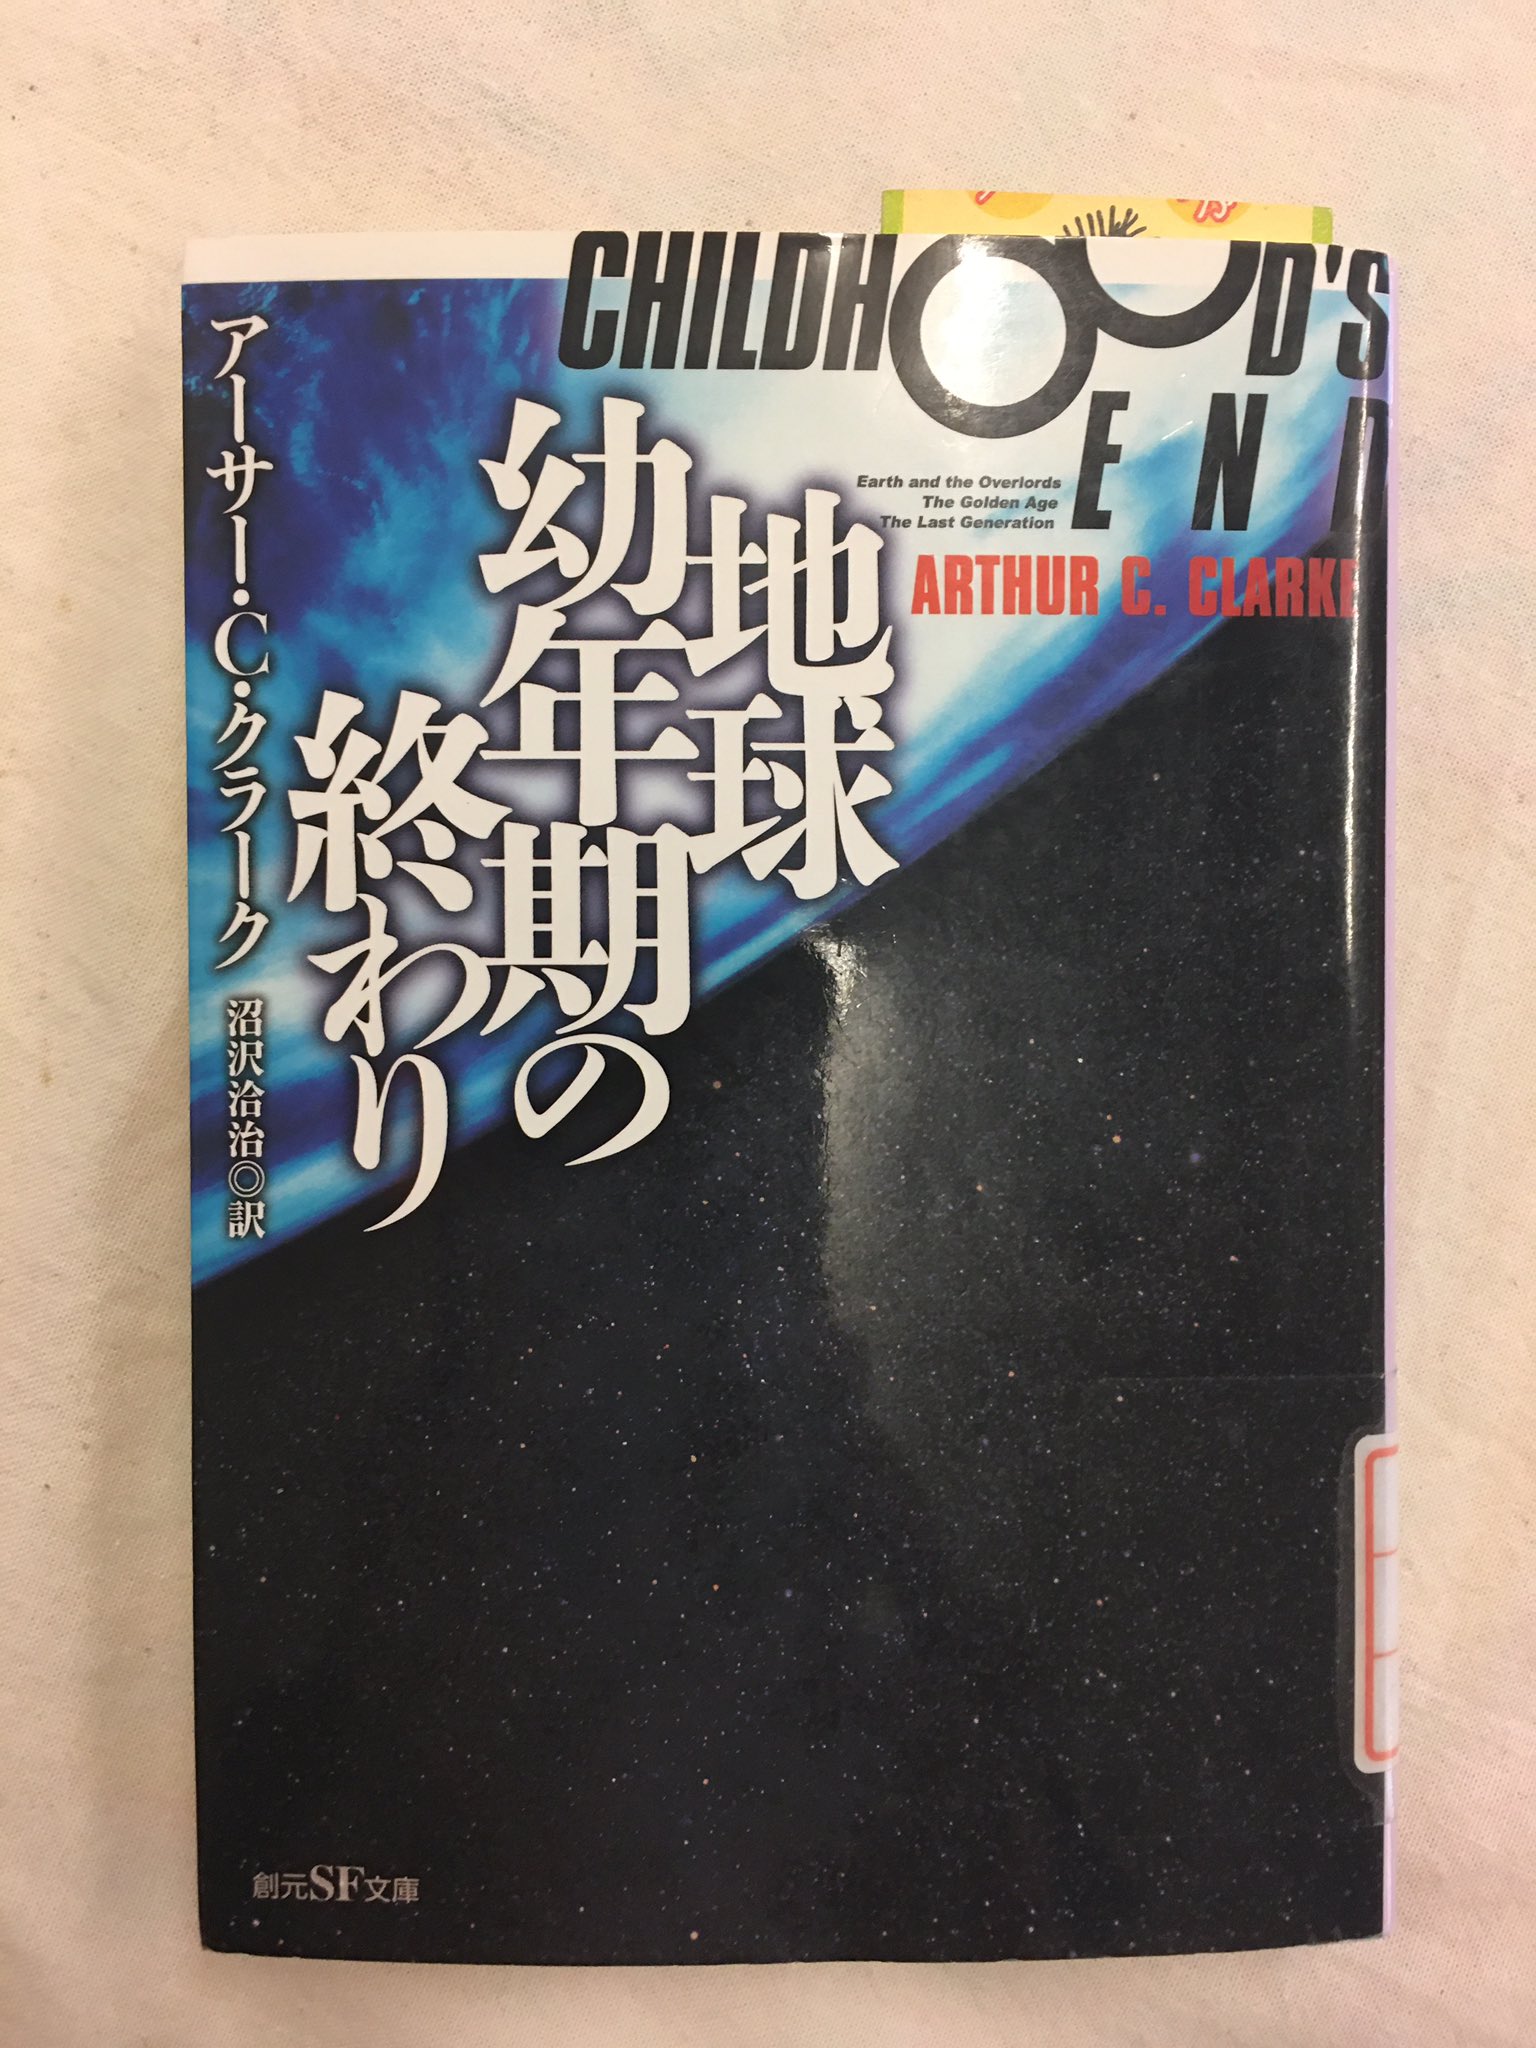 CHILDHOOD'S
END
Earth and the Overlords
The Golden Age
The Last Generation
ARTHUR C. CLARKE
地球
幼年期の
終わり
アーサー・C・クラーク
沼沢洽治◎訳
創元SF文庫